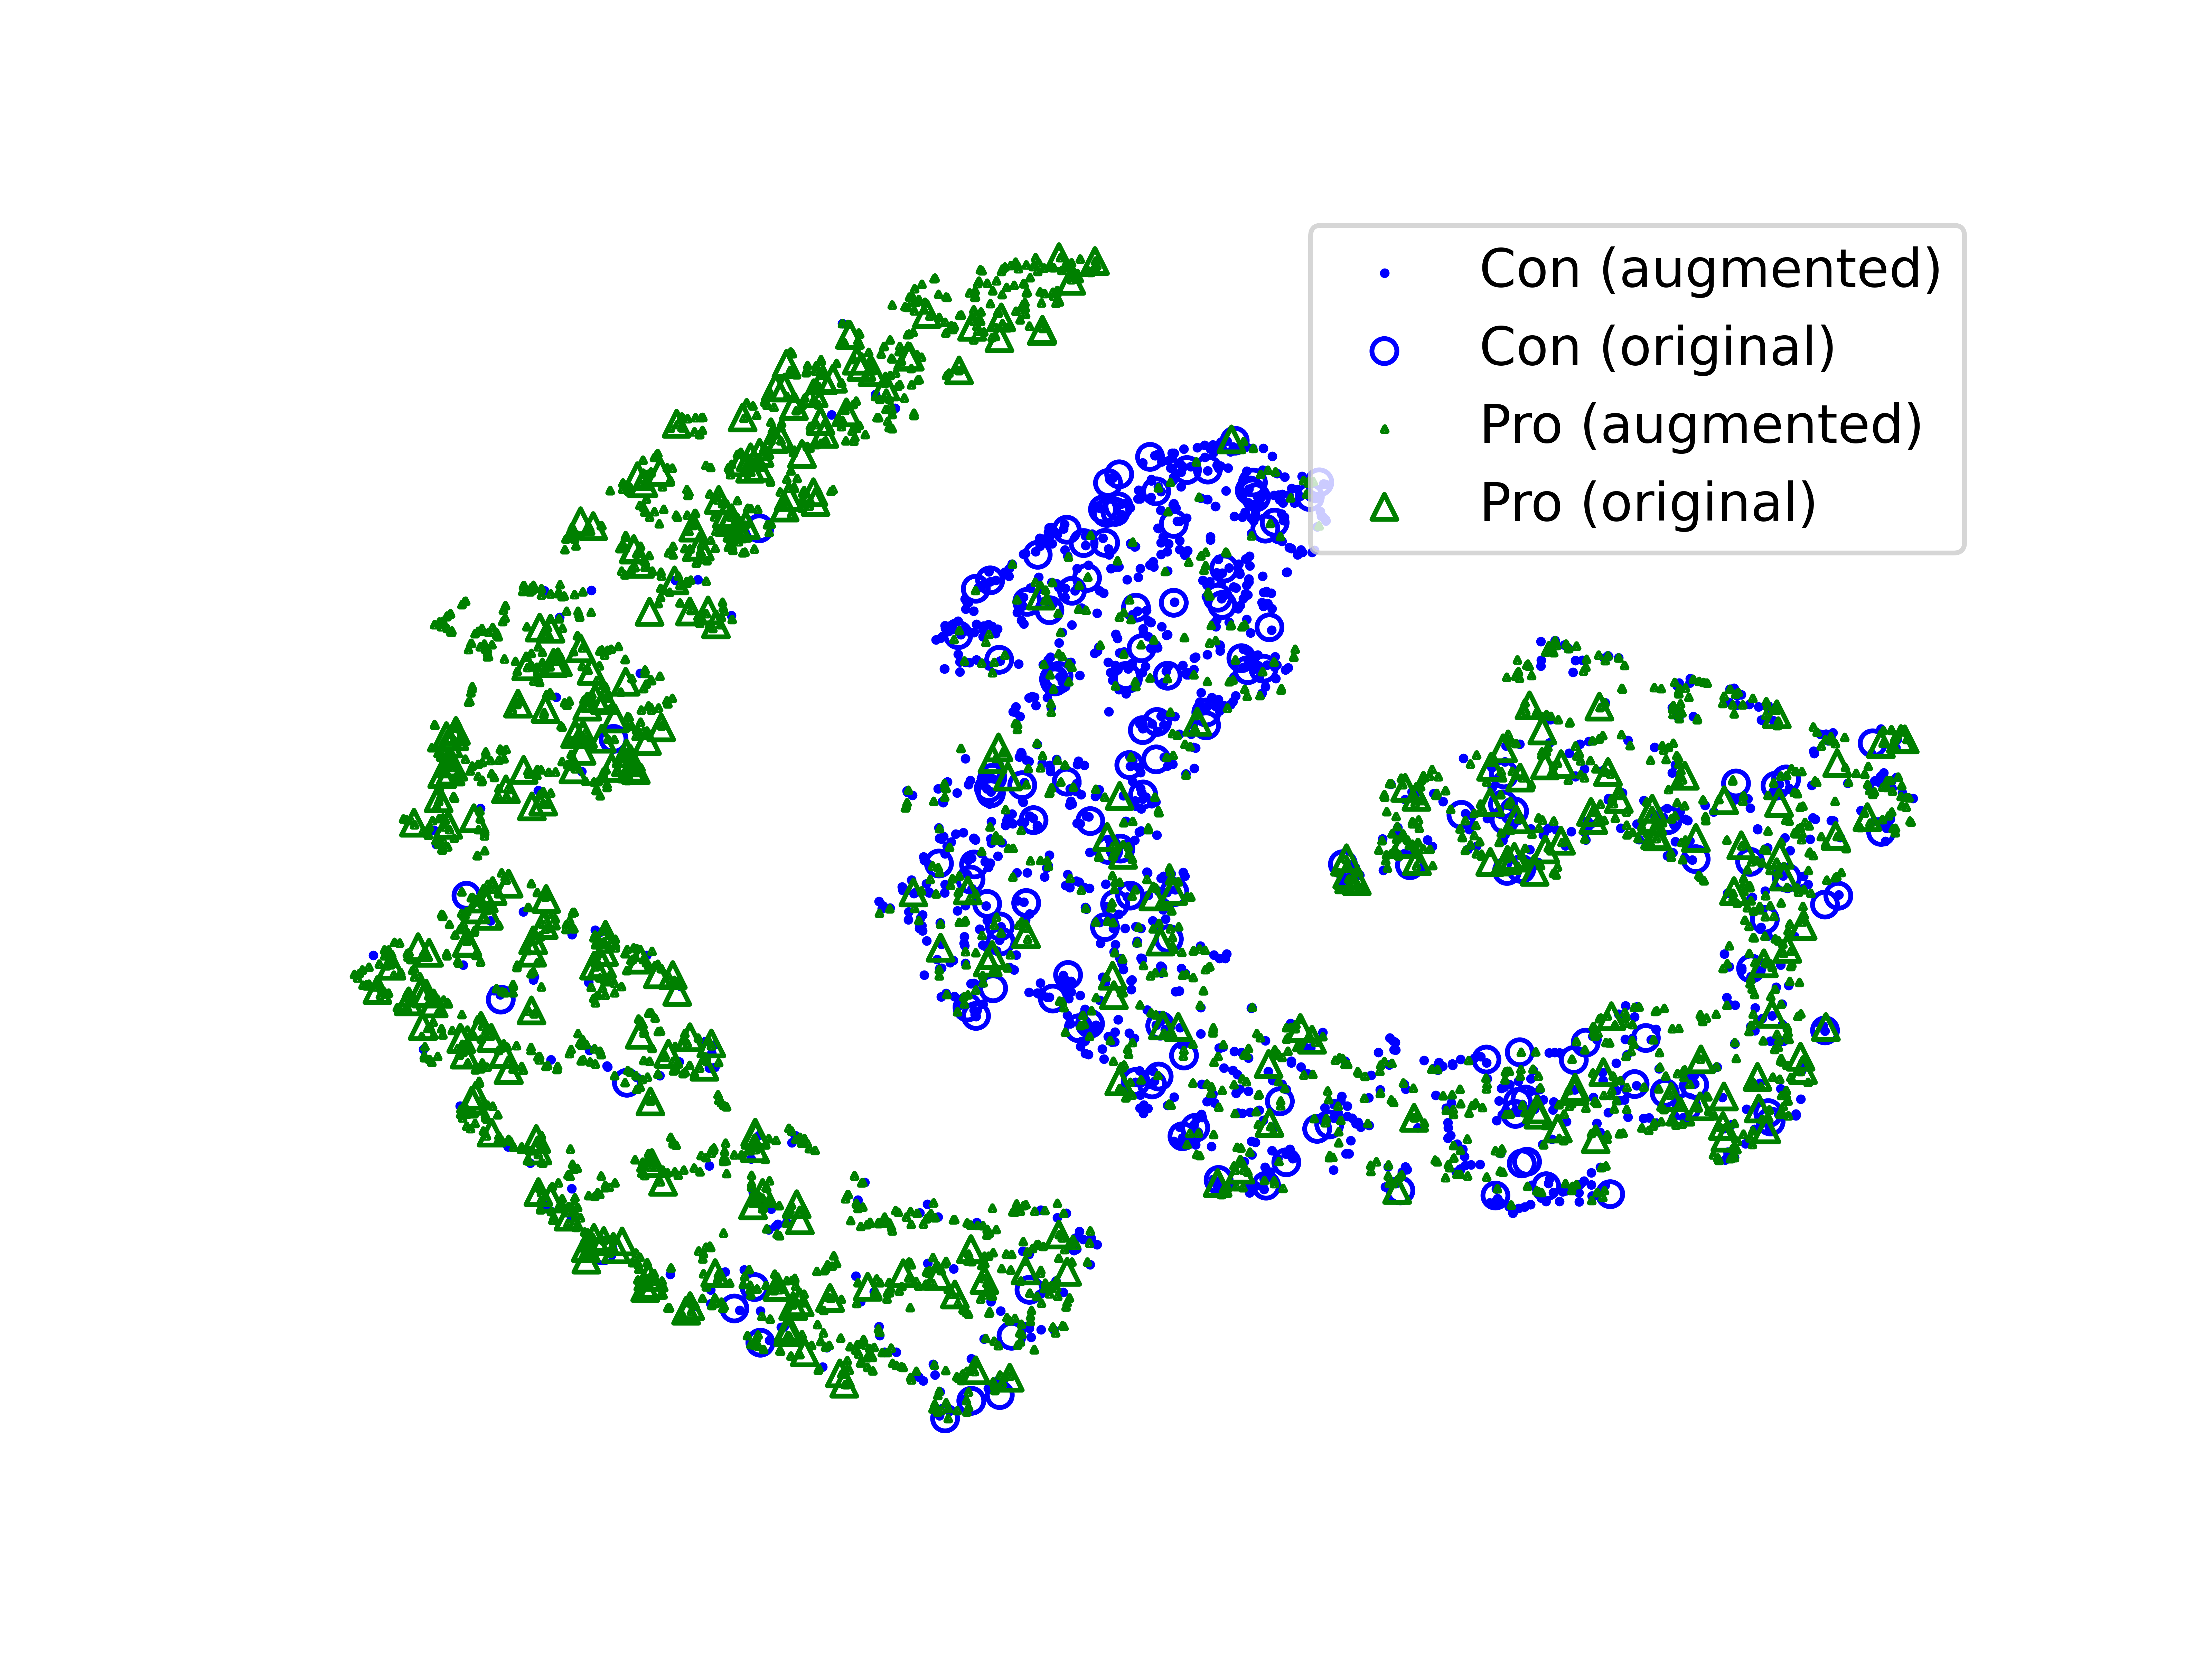 Con (augmented)
Con (original)
Pro (augmented)
Pro (original)